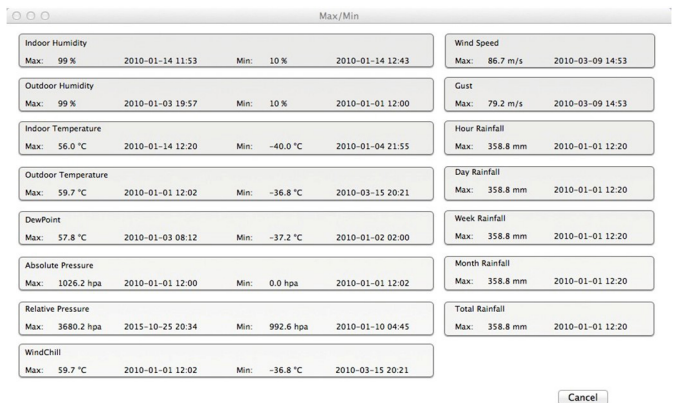 Max/Min
Indoor Humidity
Max: 99 % 2010-01-14 11:53 Min: 10 % 2010-01-14 12:43
Outdoor Humidity
Max: 99 % 2010-01-03 19:57 Min: 10 % 2010-01-01 12:00
Indoor Temperature
Max: 56.0 °C 2010-01-14 12:20 Min: -40.0 °C 2010-01-04 21:55
Outdoor Temperature
Max: 59.7 °C 2010-01-01 12:02 Min: -36.8 °C 2010-03-15 20:21
DewPoint
Max: 57.8 °C 2010-01-03 08:12 Min: -37.2 °C 2010-01-02 02:00
Absolute Pressure
Max: 1026.2 hpa 2010-01-01 12:00 Min: 0.0 hpa 2010-01-01 12:02
Relative Pressure
Max: 3680.2 hpa 2015-10-25 20:34 Min: 992.6 hpa 2010-01-10 04:45
WindChill
Max: 59.7 °C 2010-01-01 12:02 Min: -36.8 °C 2010-03-15 20:21
Wind Speed
Max: 86.7 m/s 2010-03-09 14:53
Gust
Max: 79.2 m/s 2010-03-09 14:53
Hour Rainfall
Max: 358.8 mm 2010-01-01 12:20
Day Rainfall
Max: 358.8 mm 2010-01-01 12:20
Week Rainfall
Max: 358.8 mm 2010-01-01 12:20
Month Rainfall
Max: 358.8 mm 2010-01-01 12:20
Total Rainfall
Max: 358.8 mm 2010-01-01 12:20
Cancel